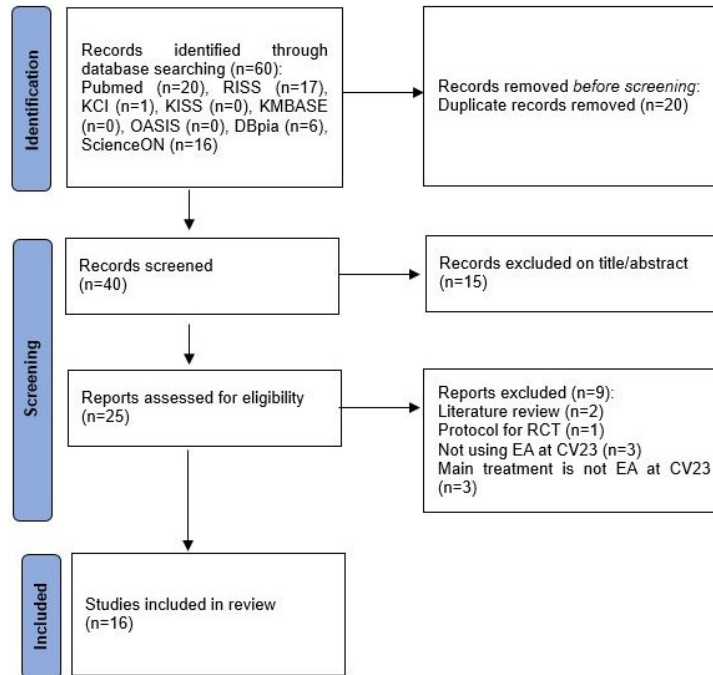 Identification
Records identified through
database searching (n=60):
Pubmed (n=20), RISS (n=17),
KCI (n=1), KISS (n=0), KMBASE
(n=0), OASIS (n=0), DBpia (n=6),
ScienceON (n=16)
Records removed before screening:
Duplicate records removed (n=20)
Screening
Records screened
(n=40)
Records excluded on title/abstract
(n=15)
Reports assessed for eligibility
(n=25)
Reports excluded (n=9):
Literature review (n=2)
Protocol for RCT (n=1)
Not using EA at CV23 (n=3)
Main treatment is not EA at CV23
(n=3)
Included
Studies included in review
(n=16)